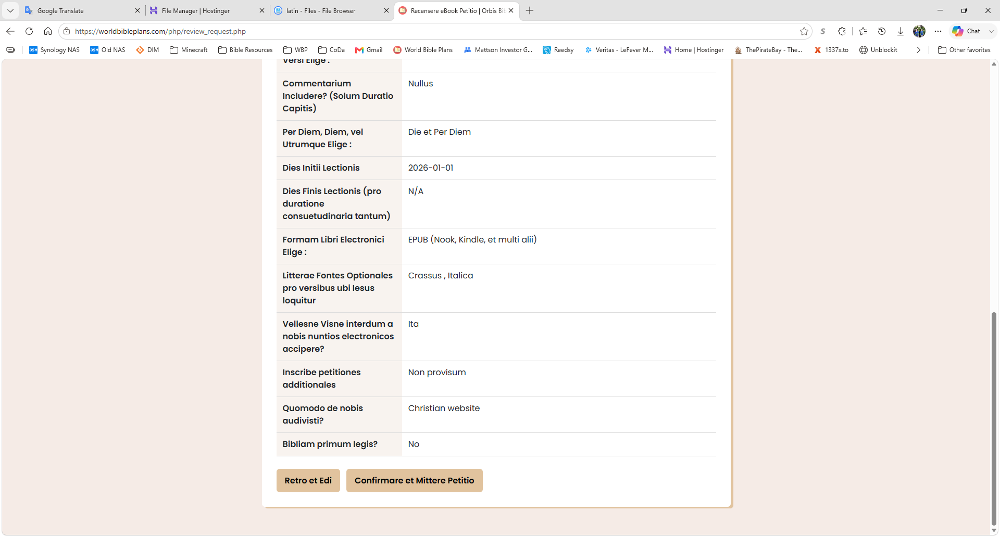 Google Translate
File Manager | Hostinger
latin - Files - File Browser
Recensere eBook Petitio | Orbis Bib
https://worldbibleplans.com/php/review_request.php
Chat
Synology NAS
Old NAS
DIM
Minecraft
Bible Resources
WBP
CoDa
Gmail
World Bible Plans
Mattson Investor G...
Reedsy
Veritas - LeFever M...
Home | Hostinger
ThePirateBay - The...
1337x.to
Unblockit
Other favorites
Versi Elige :
Commentarium
Includere? (Solum Duratio
Capitis)
Nullus
Per Diem, Diem, vel
Utrumque Elige :
Die et Per Diem
Dies Initii Lectionis
2026-01-01
Dies Finis Lectionis (pro
duratione
consuetudinaria tantum)
N/A
Formam Libri Electronici
Elige :
EPUB (Nook, Kindle, et multi alii)
Litterae Fontes Optionales
pro versibus ubi Iesus
loquitur
Crassus , Italica
Vellesne Visne interdum a
nobis nuntios electronicos
accipere?
Ita
Inscribe petitiones
additionales
Non provisum
Quomodo de nobis
audivisti?
Christian website
Bibliam primum legis?
No
Retro et Edi
Confirmare et Mittere Petitio